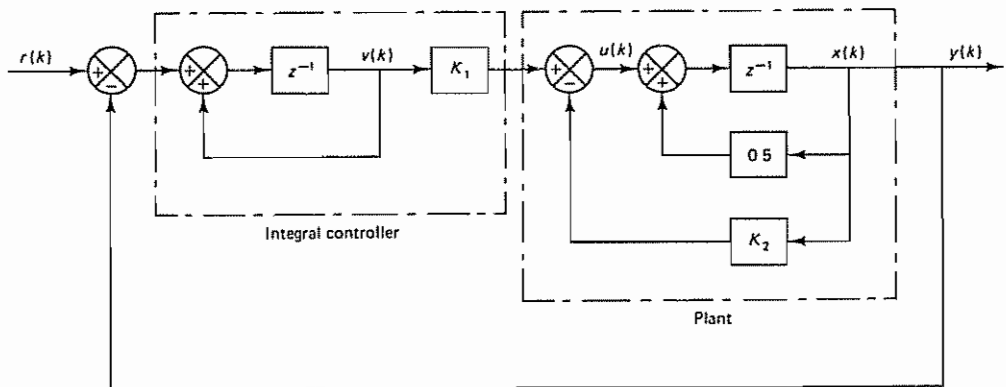 r(k)
+
−
+
+
z⁻¹
v(k)
K₁
+
−
u(k)
+
+
z⁻¹
x(k)
y(k)
0 5
K₂
Integral controller
Plant